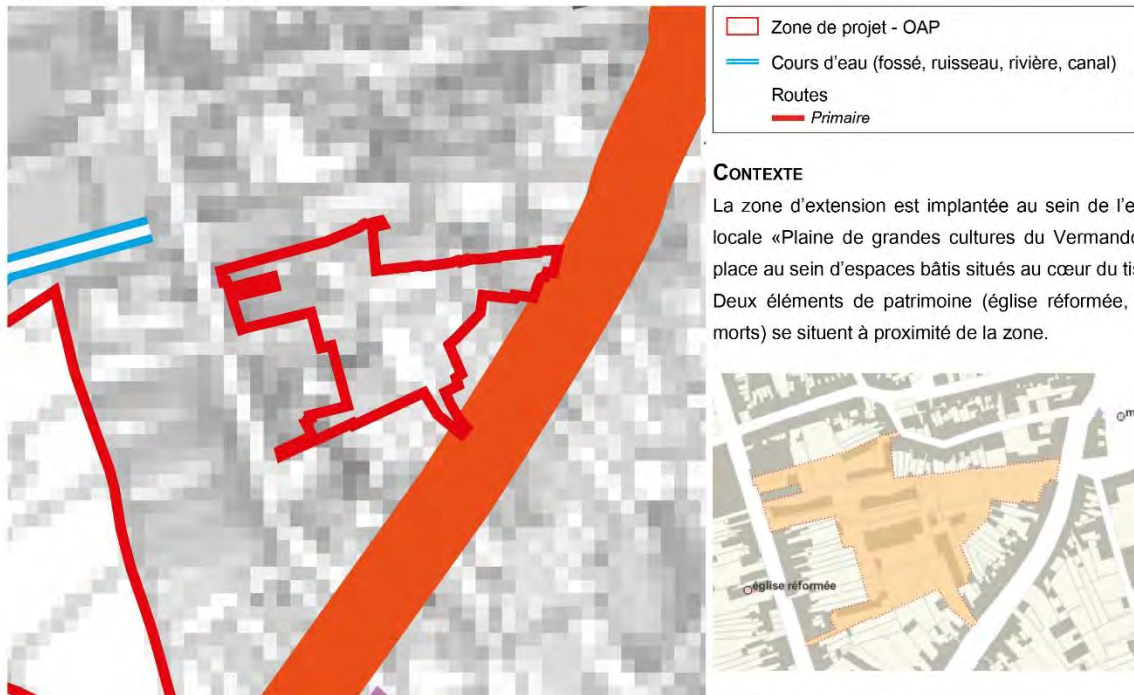 Zone de projet - OAP
Cours d'eau (fossé, ruisseau, rivière, canal)
Routes
Primaire
CONTEXTE
La zone d'extension est implantée au sein de l'e
locale «Plaine de grandes cultures du Vermando
place au sein d'espaces bâtis situés au cœur du tis
Deux éléments de patrimoine (église réformée,
morts) se situent à proximité de la zone.
m
église réformée